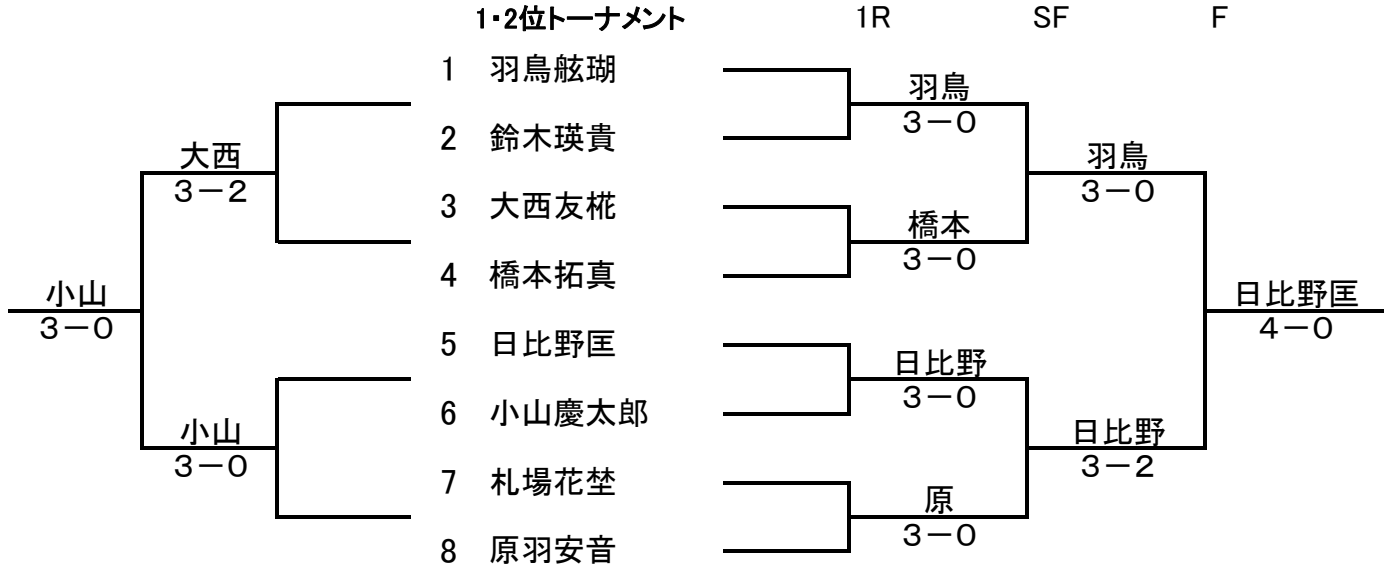 1・2位トーナメント 1R SF F
1 羽鳥舷瑚
羽鳥
3－0
2 鈴木瑛貴
大西
3－2
羽鳥
3－0
3 大西友椛
橋本
3－0
4 橋本拓真
小山
3－0
日比野匡
4－0
5 日比野匡
日比野
3－0
6 小山慶太郎
小山
3－0
日比野
3－2
7 札場花埜
原
3－0
8 原羽安音